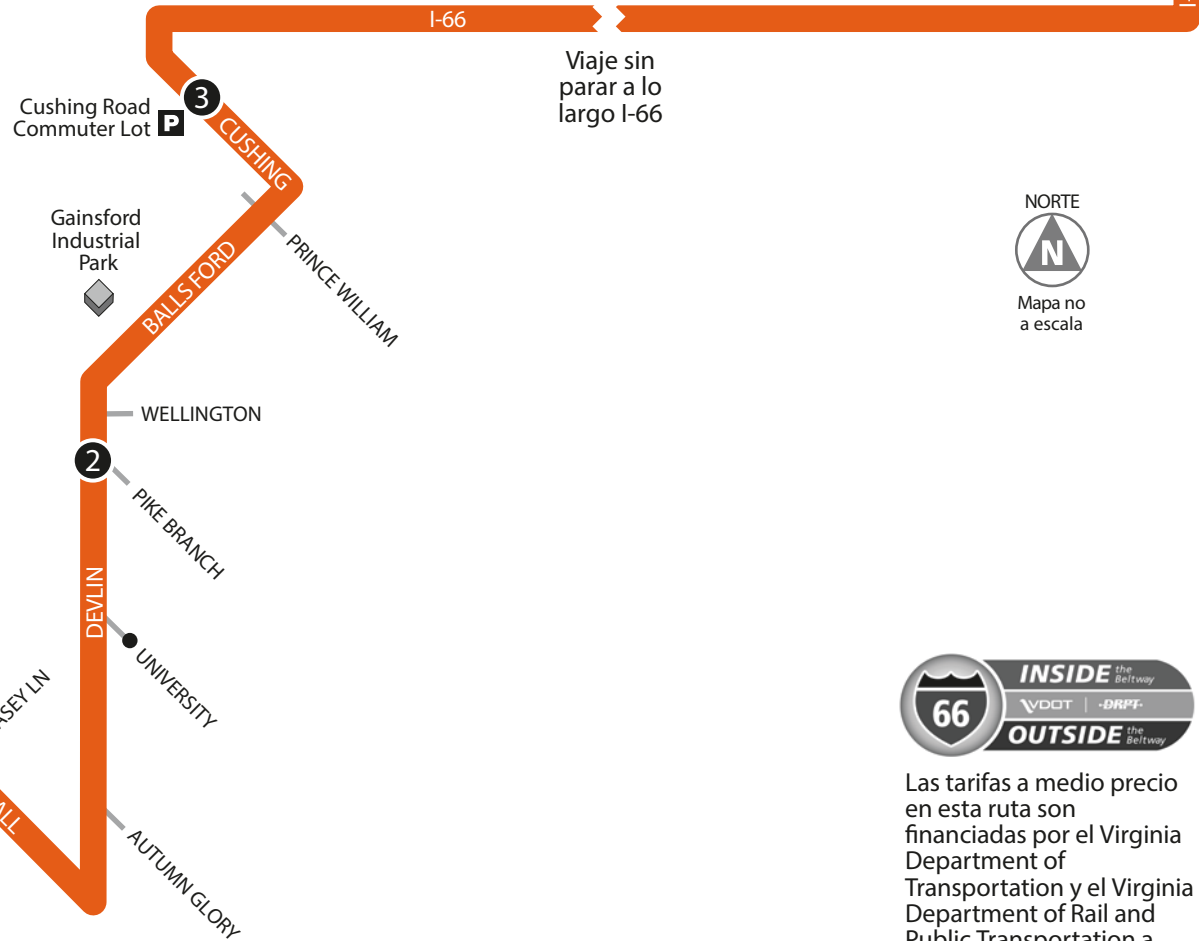 I-66
Viaje sin
parar a lo
largo I-66
3
Cushing Road
Commuter Lot P
CUSHING
NORTE
N
Mapa no
a escala
Gainsford
Industrial
Park
PRINCE WILLIAM
BALLS FORD
WELLINGTON
2
PIKE BRANCH
DEVLIN
UNIVERSITY
AUTUMN GLORY
66
INSIDE the Beltway
VDOT | DRPT
OUTSIDE the Beltway
Las tarifas a medio precio
en esta ruta son
financiadas por el Virginia
Department of
Transportation y el Virginia
Department of Rail and
Public Transportation a